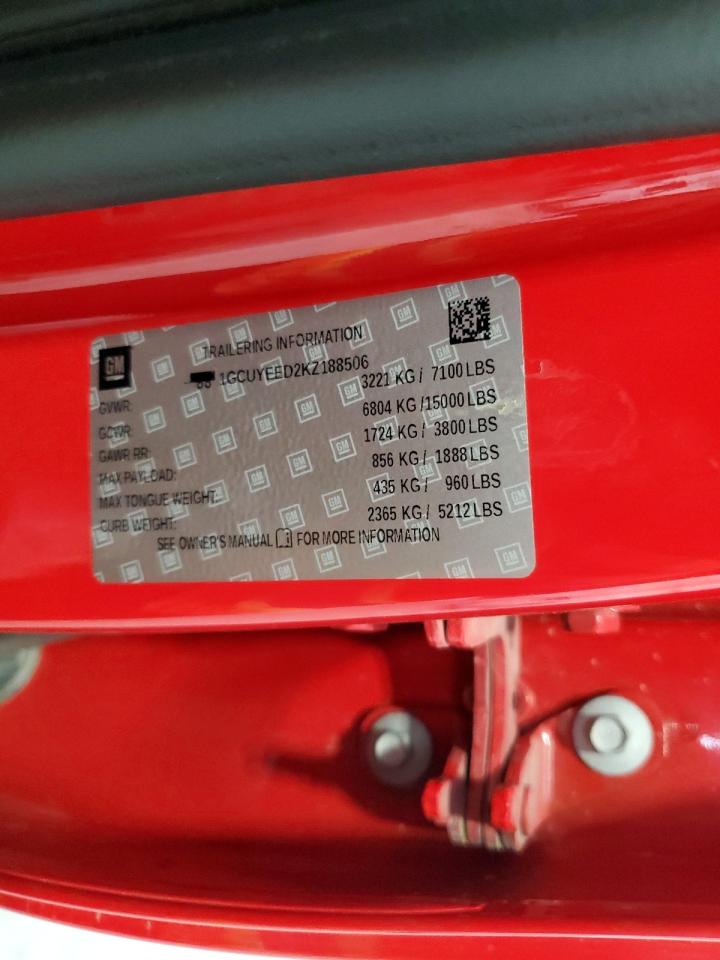 GM
TRAILERING INFORMATION
1GCUYEED2KZ188506
GVWR: 3221 KG / 7100 LBS
GCWR: 6804 KG / 15000 LBS
GAWR RR: 1724 KG / 3800 LBS
MAX PAYLOAD: 856 KG / 1888 LBS
MAX TONGUE WEIGHT: 435 KG / 960 LBS
CURB WEIGHT: 2365 KG / 5212 LBS
SEE OWNER'S MANUAL FOR MORE INFORMATION